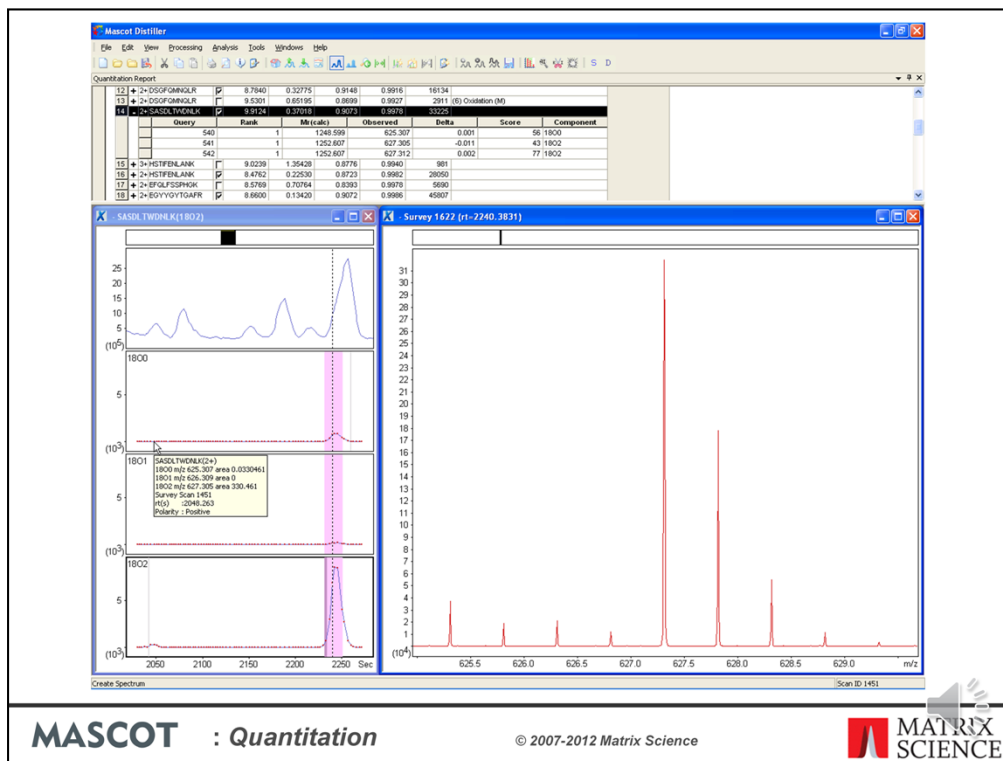 Mascot Distiller
File Edit View Processing Analysis Tools Windows Help
S D
Quantitation Report
12 + 2+ DSGFQMNQLR 8.7840 0.32775 0.9148 0.9916 16134
13 + 2+ DSGFQMNQLR 9.5301 0.65195 0.8699 0.9927 2911 (6) Oxidation (M)
14 - 2+ SASDLTWDNLK 9.9124 0.37018 0.9073 0.9978 33225
Query Rank Mr(calc) Observed Delta Score Component
540 1 1248.599 625.307 0.001 56 18O0
541 1 1252.607 627.305 -0.011 43 18O2
542 1 1252.607 627.312 0.002 77 18O2
15 + 3+ HSTIFENLANK 9.0239 1.35428 0.8776 0.9940 981
16 + 2+ HSTIFENLANK 8.4762 0.22530 0.8723 0.9982 28050
17 + 2+ EFQLFSSPHGK 8.5769 0.70764 0.8393 0.9978 5690
18 + 2+ EGYYGYTGAFR 8.6600 0.13420 0.9072 0.9986 45807
- SASDLTWDNLK(18O2)
25
20
15
10
5
(10⁵)
18O0
5
(10³)
18O1
SASDLTWDNLK(2+)
18O0 m/z 625.307 area 0.0330461
18O1 m/z 626.309 area 0
18O2 m/z 627.305 area 330.461
Survey Scan 1451
rt(s) :2048.263
Polarity : Positive
5
(10³)
18O2
5
(10³)
2050 2100 2150 2200 2250 Sec
- Survey 1622 (rt=2240.3831)
31
30
29
28
27
26
25
24
23
22
21
20
19
18
17
16
15
14
13
12
11
10
9
8
7
6
5
4
3
2
1
(10⁴)
625.5 626.0 626.5 627.0 627.5 628.0 628.5 629.0 m/z
Create Spectrum
Scan ID 1451
MASCOT : Quantitation
© 2007-2012 Matrix Science
MATRIX
SCIENCE